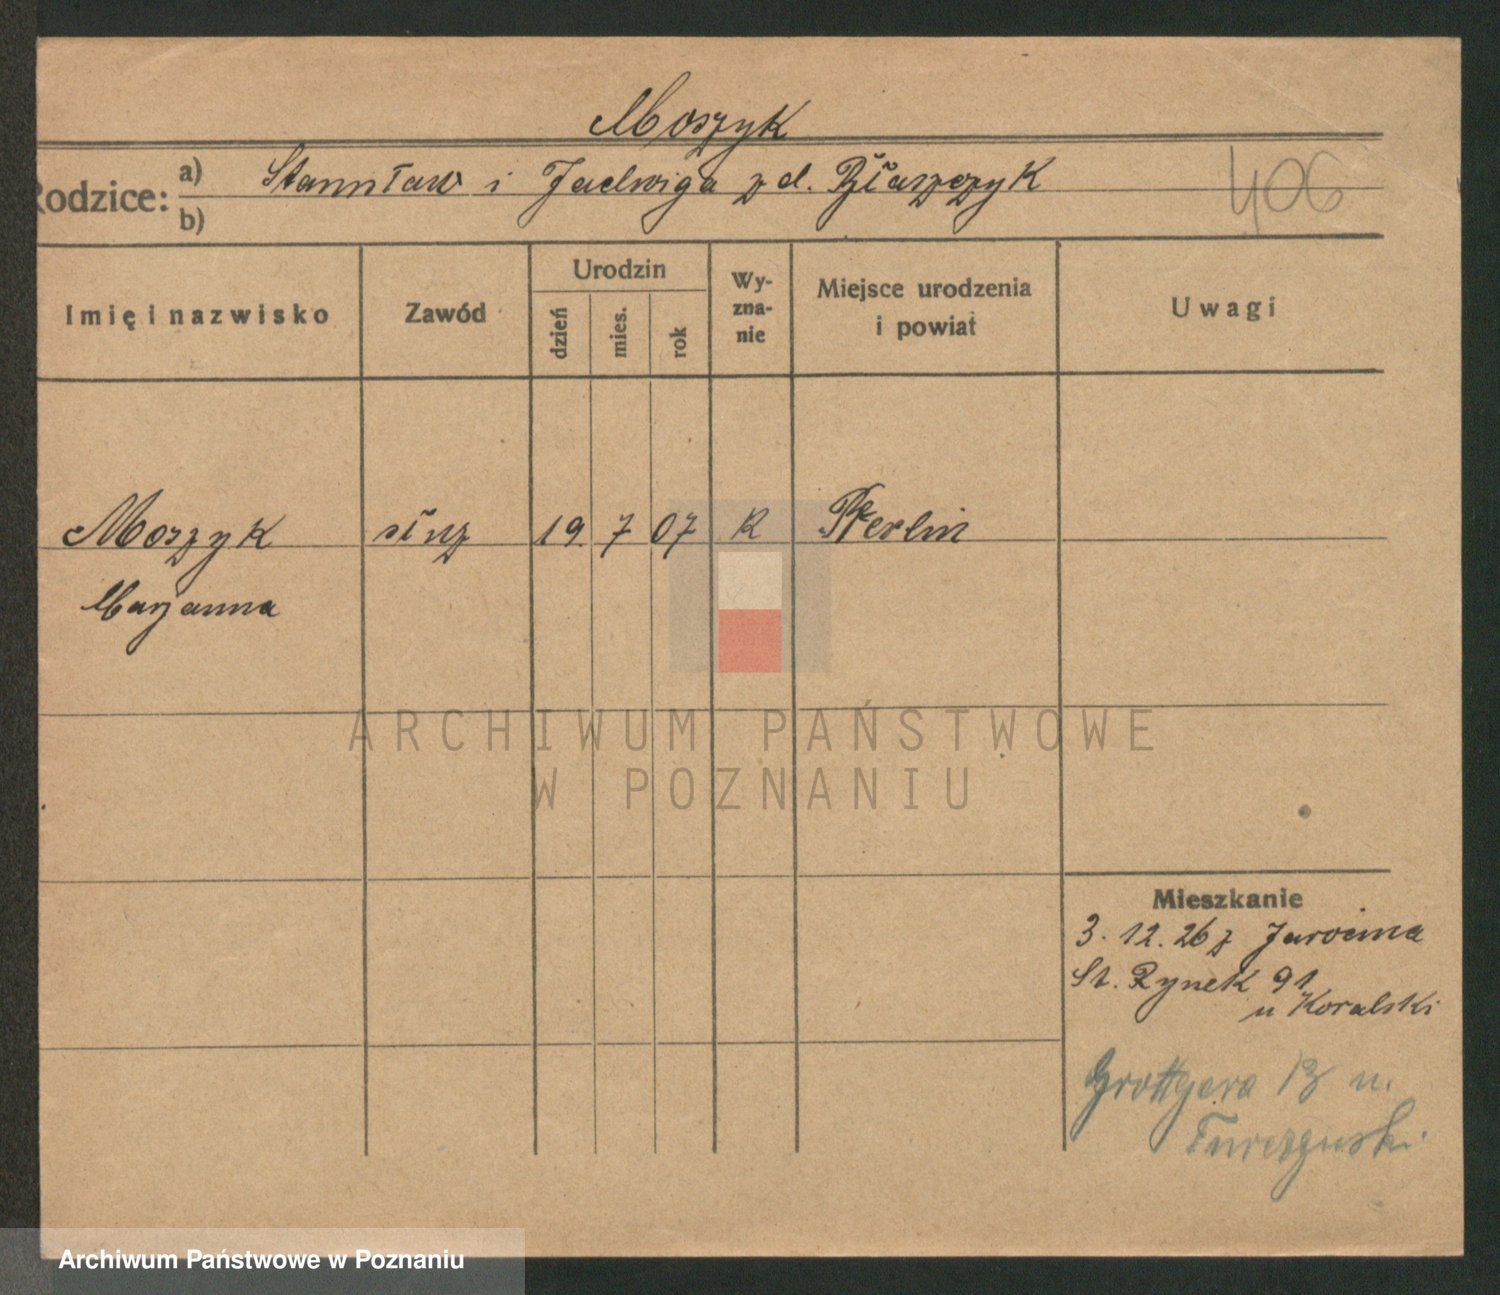 Moszyk
Rodzice: a) Stanisław i Jadwiga z d. Błaszczyk
b)
406
Imię i nazwisko
Zawód
Urodzin
dzień
mies.
rok
Wy-
zna-
nie
Miejsce urodzenia
i powiat
Uwagi
Moszyk
służ
19. 7 07
K
Berlin
Marjanna
ARCHIWUM PAŃSTWOWE
W POZNANIU
Mieszkanie
3. 12. 26 z Jarocina
St. Rynek 91
u Koralski
Grottgera 13 u.
Archiwum Państwowe w Poznaniu